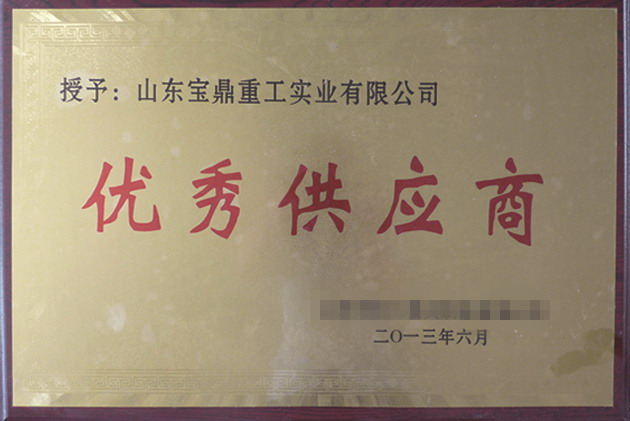 授予：山东宝鼎重工实业有限公司
优秀供应商
二〇一三年六月